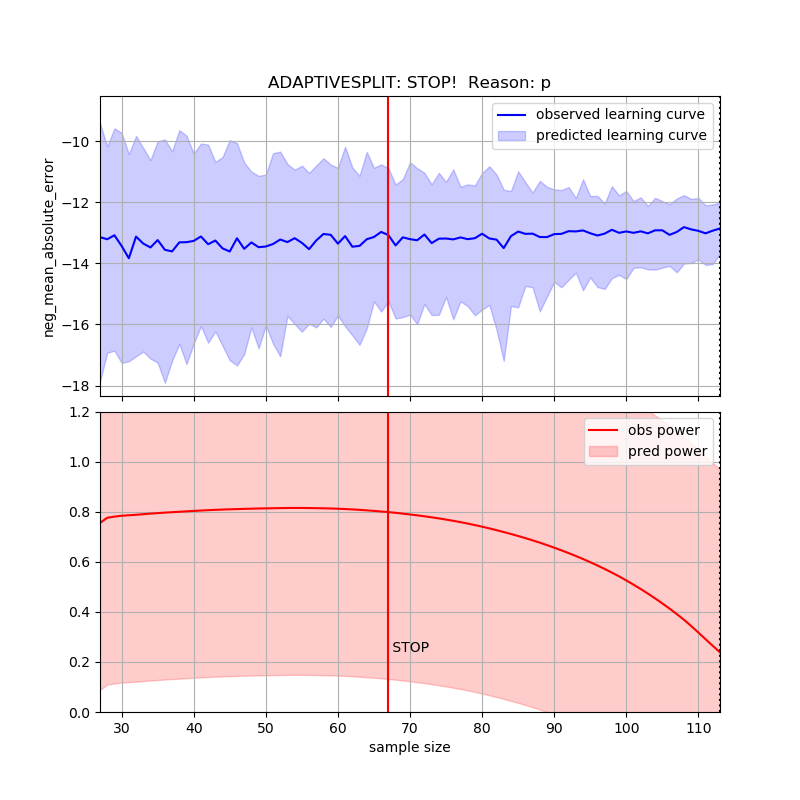 ADAPTIVESPLIT: STOP!  Reason: p
observed learning curve
predicted learning curve
neg_mean_absolute_error
−10
−12
−14
−16
−18
obs power
pred power
1.2
1.0
0.8
0.6
0.4
0.2
0.0
STOP
30 40 50 60 70 80 90 100 110
sample size